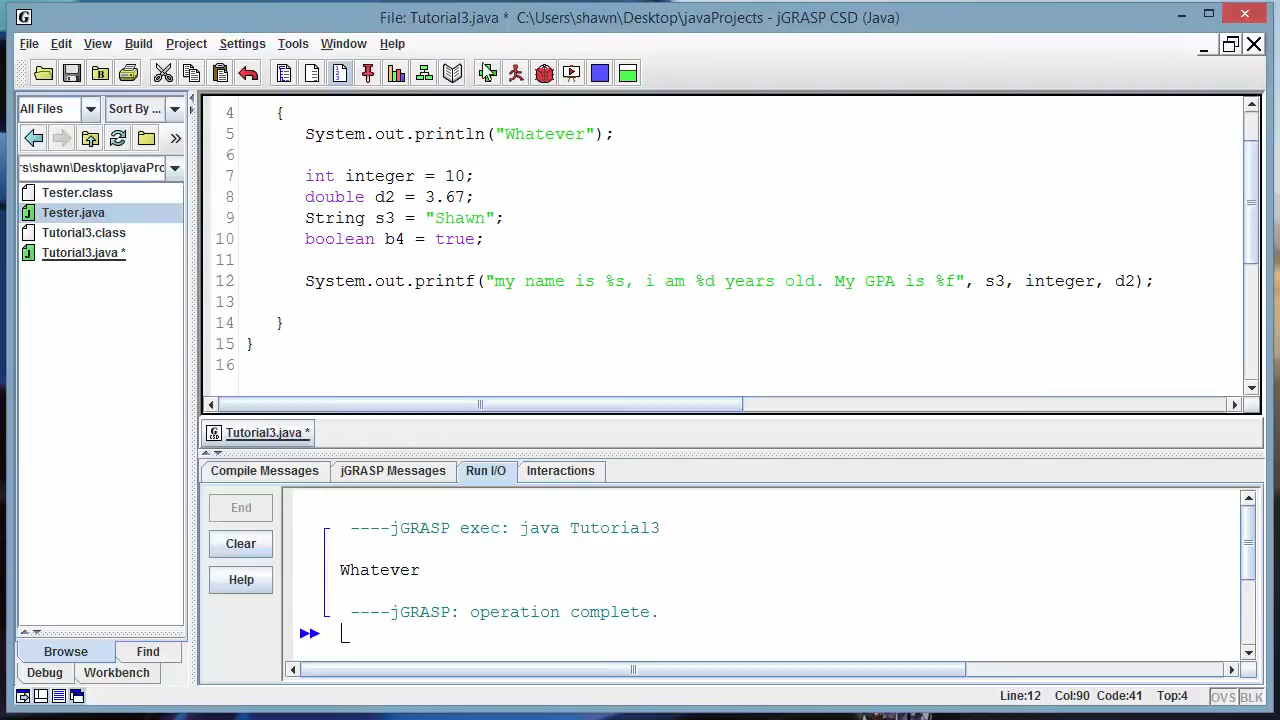 File: Tutorial3.java *  C:\Users\shawn\Desktop\javaProjects - jGRASP CSD (Java)
File Edit View Build Project Settings Tools Window Help
All Files Sort By ...
4 {
5 System.out.println("Whatever");
6
»
7 int integer = 10;
s\shawn\Desktop\javaPrc
8 double d2 = 3.67;
Tester.class
9 String s3 = "Shawn";
Tester.java
10 boolean b4 = true;
Tutorial3.class
11
Tutorial3.java *
12 System.out.printf("my name is %s, i am %d years old. My GPA is %f", s3, integer, d2);
13
14 }
15 }
16
Tutorial3.java *
Compile Messages jGRASP Messages Run I/O Interactions
End
Clear
Help
----jGRASP exec: java Tutorial3
Whatever
----jGRASP: operation complete.
Browse Find
Debug Workbench
Line:12 Col:90 Code:41 Top:4 OVS BLK